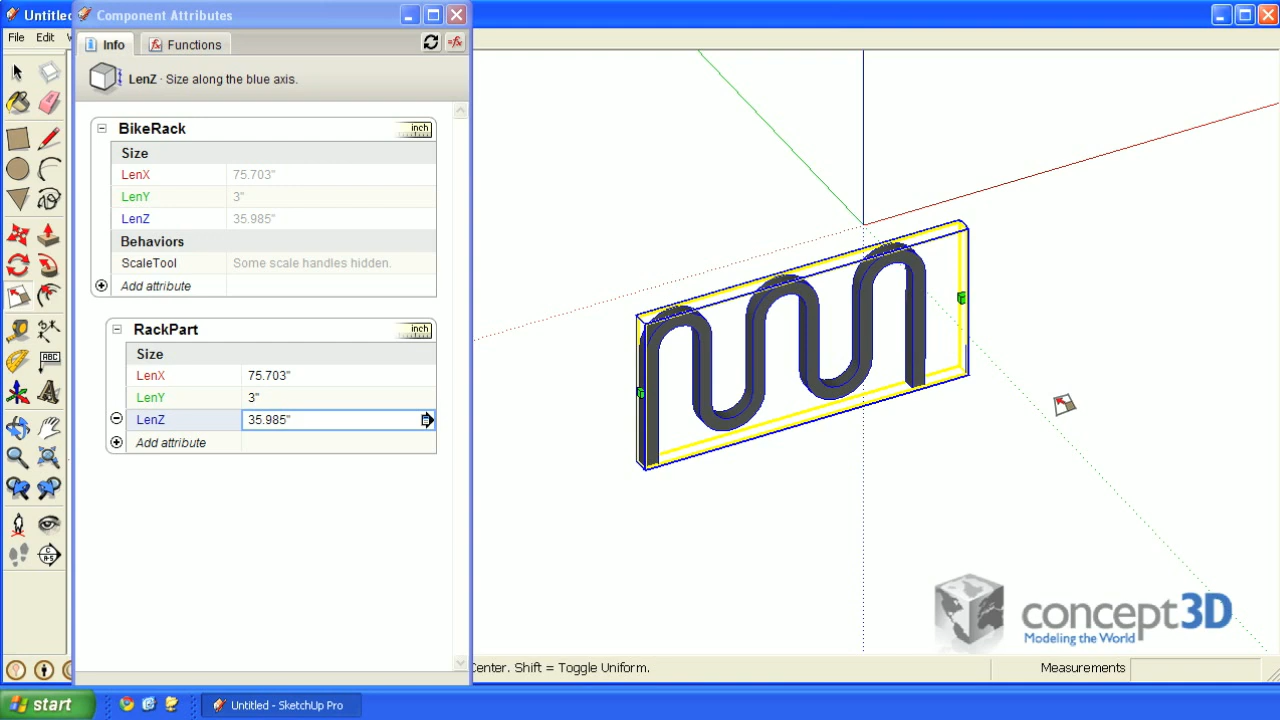 Untitled
Component Attributes
File Edit
Info
Functions
=fx
LenZ - Size along the blue axis.
BikeRack
inch
Size
LenX 75.703"
LenY 3"
LenZ 35.985"
Behaviors
ScaleTool Some scale handles hidden.
Add attribute
RackPart
inch
Size
LenX 75.703"
LenY 3"
LenZ 35.985"
Add attribute
ABC
concept3D
Modeling the World
Center. Shift = Toggle Uniform.
Measurements
start
Untitled - SketchUp Pro